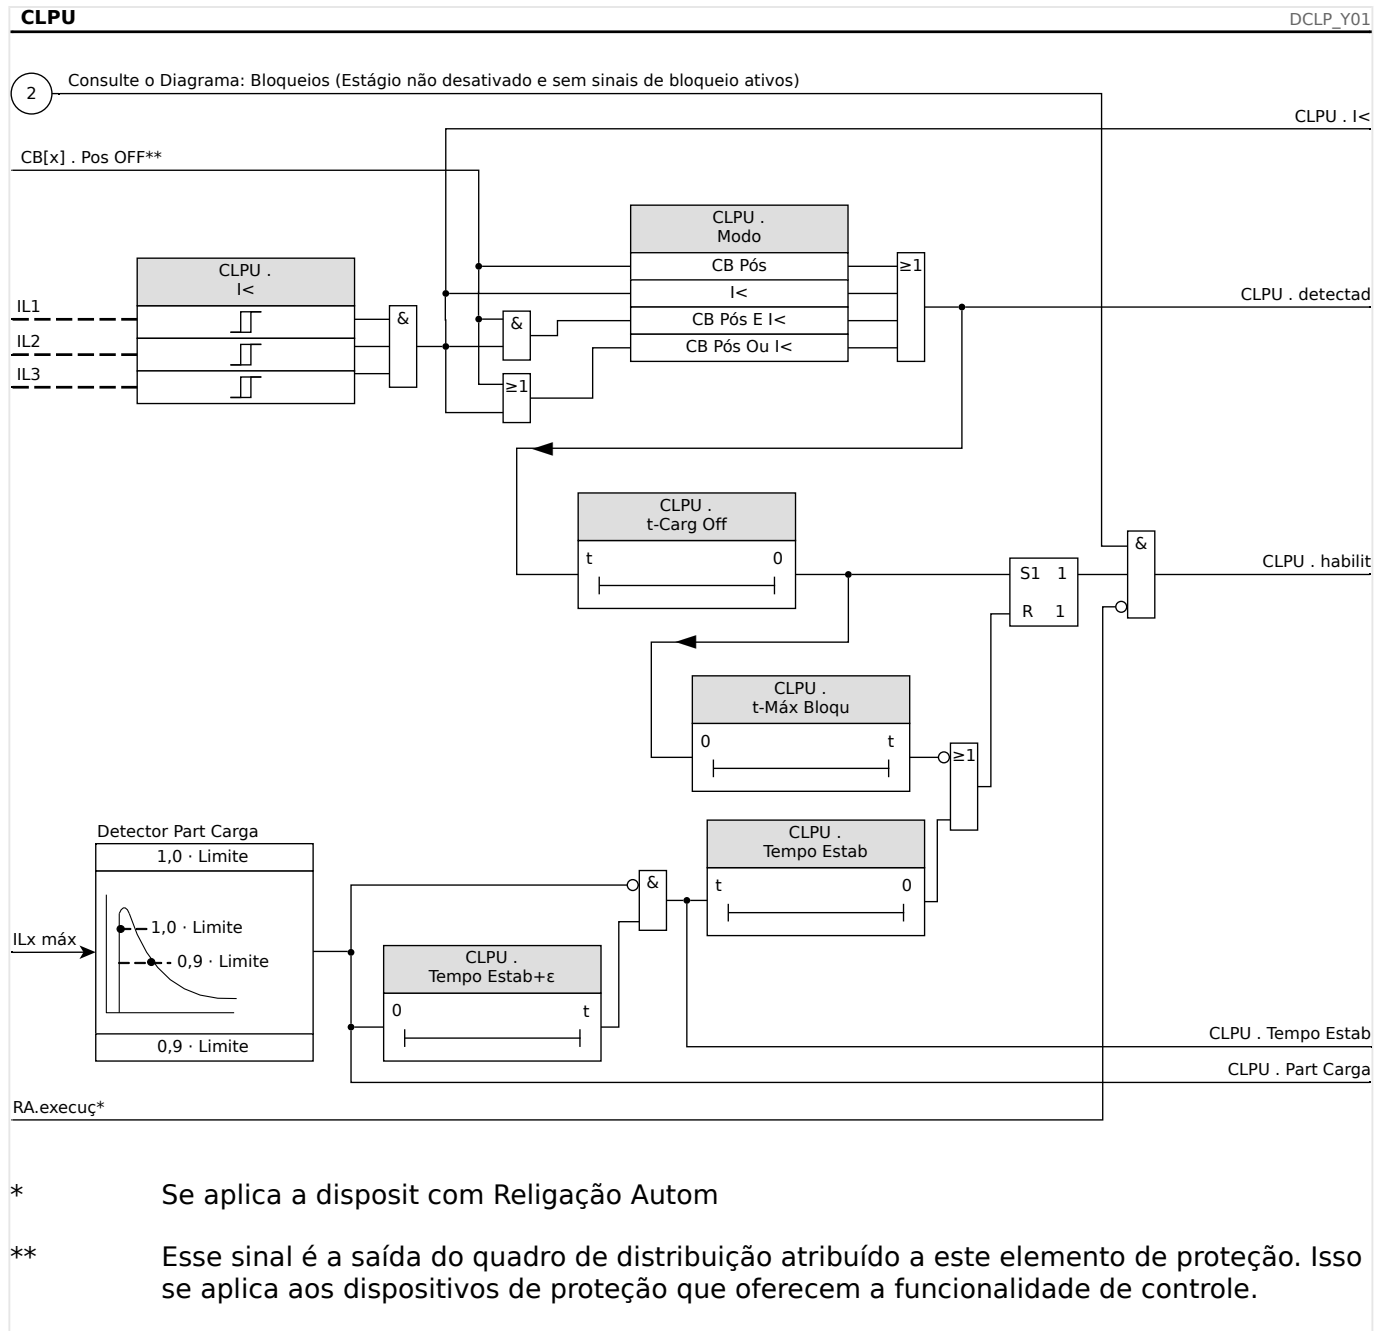 CLPU
DCLP_Y01
2
Consulte o Diagrama: Bloqueios (Estágio não desativado e sem sinais de bloqueio ativos)
CLPU . I<
CB[x] . Pos OFF**
CLPU .
Modo
CB Pós
≥1
I<
CB Pós E I<
CB Pós Ou I<
CLPU .
I<
IL1
IL2
IL3
&
&
≥1
CLPU . detectad
CLPU .
t-Carg Off
t 0
S1 1
R 1
&
CLPU . habilit
CLPU .
t-Máx Bloqu
0 t
≥1
Detector Part Carga
1,0 · Limite
1,0 · Limite
0,9 · Limite
0,9 · Limite
ILx máx
&
CLPU .
Tempo Estab
t 0
CLPU .
Tempo Estab+ε
0 t
CLPU . Tempo Estab
CLPU . Part Carga
RA.execuç*
* Se aplica a disposit com Religação Autom
** Esse sinal é a saída do quadro de distribuição atribuído a este elemento de proteção. Isso
se aplica aos dispositivos de proteção que oferecem a funcionalidade de controle.